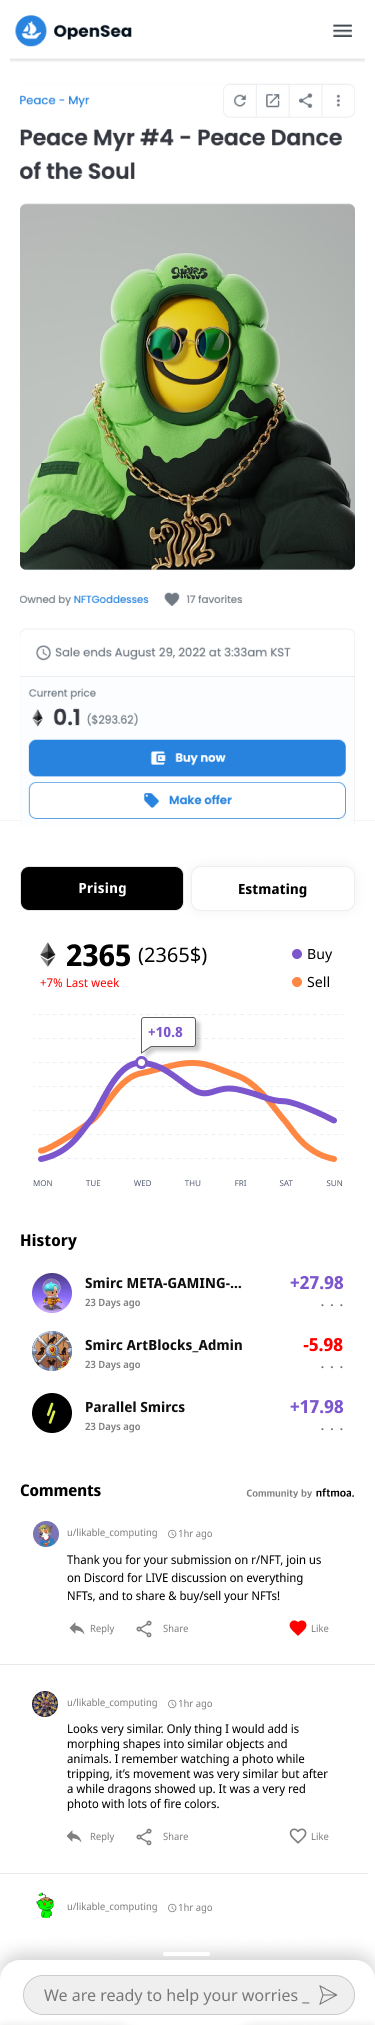 OpenSea
Peace - Myr
Peace Myr #4 - Peace Dance
of the Soul
Owned by NFTGoddesses 17 favorites
Sale ends August 29, 2022 at 3:33am KST
Current price
0.1 ($293.62)
Buy now
Make offer
Prising Estmating
2365 (2365$)
Buy
+7% Last week
Sell
+10.8
MON TUE WED THU FRI SAT SUN
History
Smirc META-GAMING-...
+27.98
23 Days ago
. . .
Smirc ArtBlocks_Admin
-5.98
23 Days ago
. . .
Parallel Smircs
+17.98
23 Days ago
. . .
Comments
Community by nftmoa.
u/likable_computing 1hr ago
Thank you for your submission on r/NFT, join us
on Discord for LIVE discussion on everything
NFTs, and to share & buy/sell your NFTs!
Reply Share Like
u/likable_computing 1hr ago
Looks very similar. Only thing I would add is
morphing shapes into similar objects and
animals. I remember watching a photo while
tripping, it's movement was very similar but after
a while dragons showed up. It was a very red
photo with lots of fire colors.
Reply Share Like
u/likable_computing 1hr ago
We are ready to help your worries _